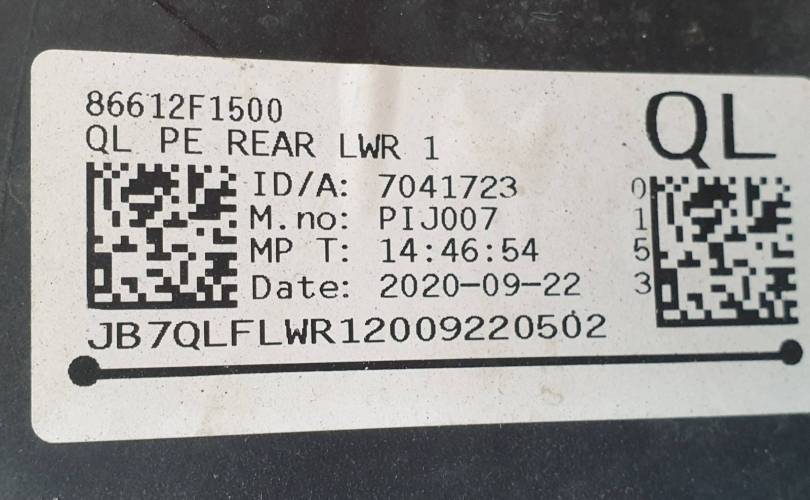 86612F1500
QL PE REAR LWR 1
QL
ID/A: 7041723
M.no: PIJ007
MP T: 14:46:54
Date: 2020-09-22
0
1
5
3
JB7QLFLWR12009220502